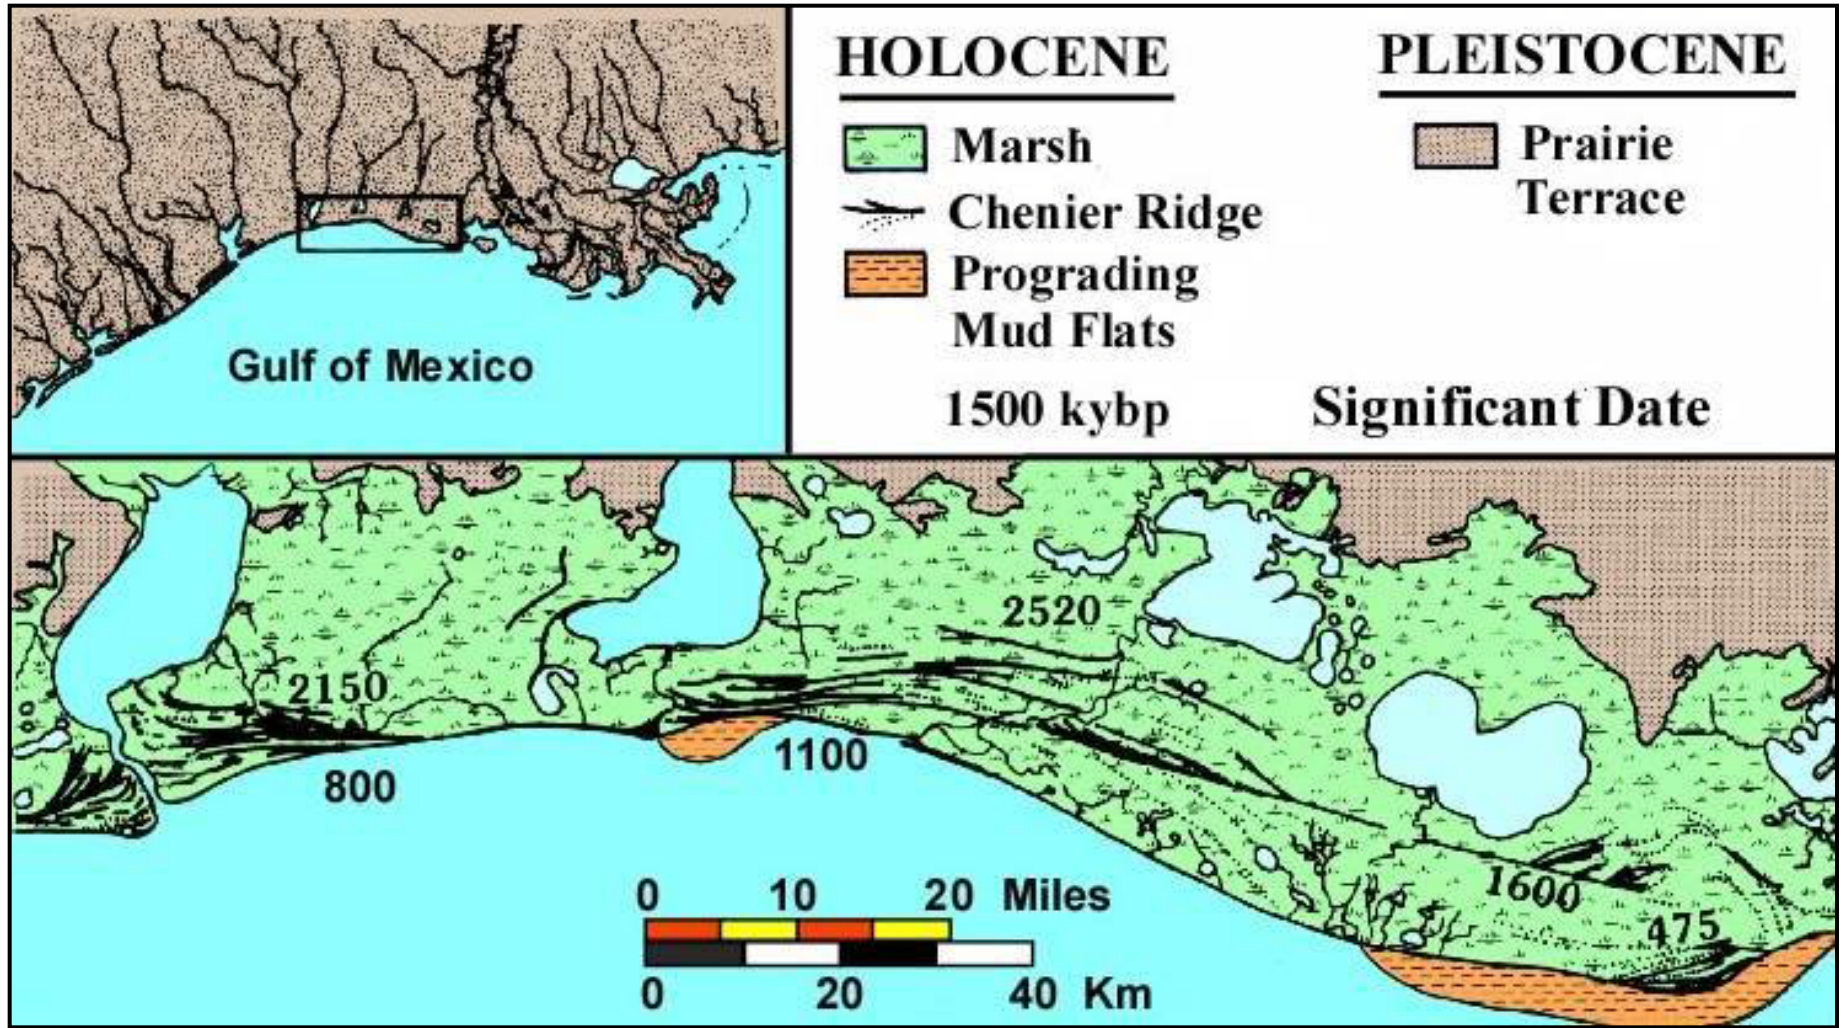 Gulf of Mexico
HOLOCENE
Marsh
Chenier Ridge
Prograding
Mud Flats
1500 kybp
PLEISTOCENE
Prairie
Terrace
Significant Date
2520
2150
800
1100
1600
475
0 10 20 Miles
0 20 40 Km